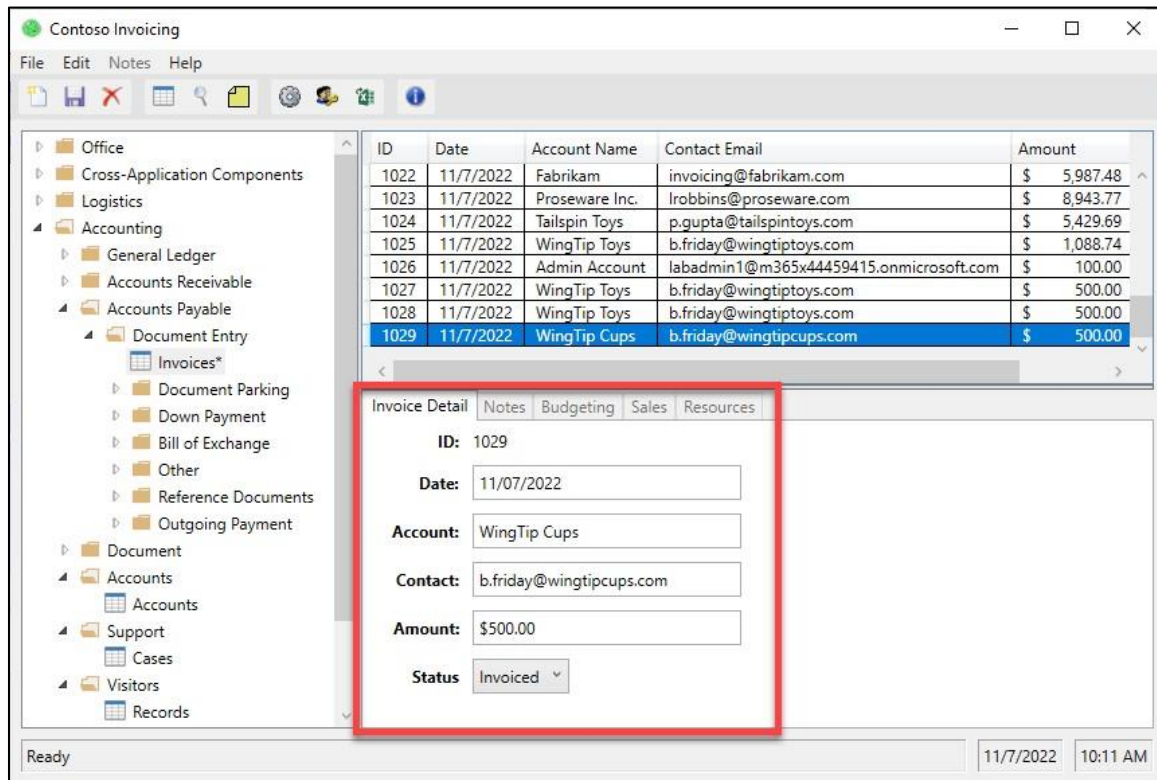 Contoso Invoicing
File Edit Notes Help
Office
Cross-Application Components
Logistics
Accounting
General Ledger
Accounts Receivable
Accounts Payable
Document Entry
Invoices*
Document Parking
Down Payment
Bill of Exchange
Other
Reference Documents
Outgoing Payment
Document
Accounts
Accounts
Support
Cases
Visitors
Records
ID Date Account Name Contact Email Amount
1022 11/7/2022 Fabrikam invoicing@fabrikam.com $ 5,987.48
1023 11/7/2022 Proseware Inc. lrobbins@proseware.com $ 8,943.77
1024 11/7/2022 Tailspin Toys p.gupta@tailspintoys.com $ 5,429.69
1025 11/7/2022 WingTip Toys b.friday@wingtiptoys.com $ 1,088.74
1026 11/7/2022 Admin Account labadmin1@m365x44459415.onmicrosoft.com $ 100.00
1027 11/7/2022 WingTip Toys b.friday@wingtiptoys.com $ 500.00
1028 11/7/2022 WingTip Toys b.friday@wingtiptoys.com $ 500.00
1029 11/7/2022 WingTip Cups b.friday@wingtipcups.com $ 500.00
Invoice Detail Notes Budgeting Sales Resources
ID: 1029
Date: 11/07/2022
Account: WingTip Cups
Contact: b.friday@wingtipcups.com
Amount: $500.00
Status Invoiced
Ready 11/7/2022 10:11 AM